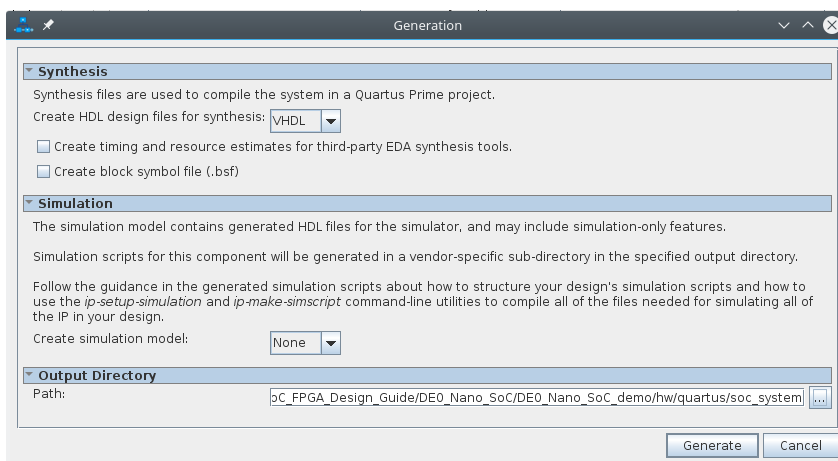 Generation
Synthesis
Synthesis files are used to compile the system in a Quartus Prime project.
Create HDL design files for synthesis: VHDL
Create timing and resource estimates for third-party EDA synthesis tools.
Create block symbol file (.bsf)
Simulation
The simulation model contains generated HDL files for the simulator, and may include simulation-only features.
Simulation scripts for this component will be generated in a vendor-specific sub-directory in the specified output directory.
Follow the guidance in the generated simulation scripts about how to structure your design's simulation scripts and how to
use the ip-setup-simulation and ip-make-simscript command-line utilities to compile all of the files needed for simulating all of
the IP in your design.
Create simulation model: None
Output Directory
Path: oC_FPGA_Design_Guide/DE0_Nano_SoC/DE0_Nano_SoC_demo/hw/quartus/soc_system ...
Generate Cancel